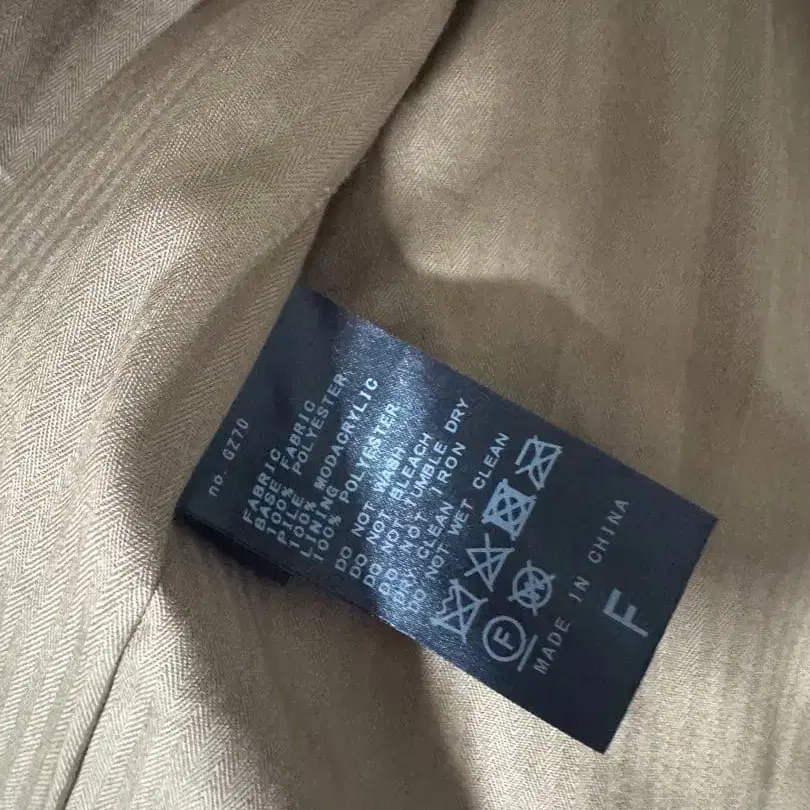 no. GZ70
FABRIC
BASE FABRIC
100% POLYESTER
PILE
100% MODACRYLIC
LINING
100% POLYESTER
DO NOT WASH
DO NOT BLEACH
DO NOT TUMBLE DRY
DO NOT IRON
DRY CLEAN
DO NOT WET CLEAN
F
MADE IN CHINA
F